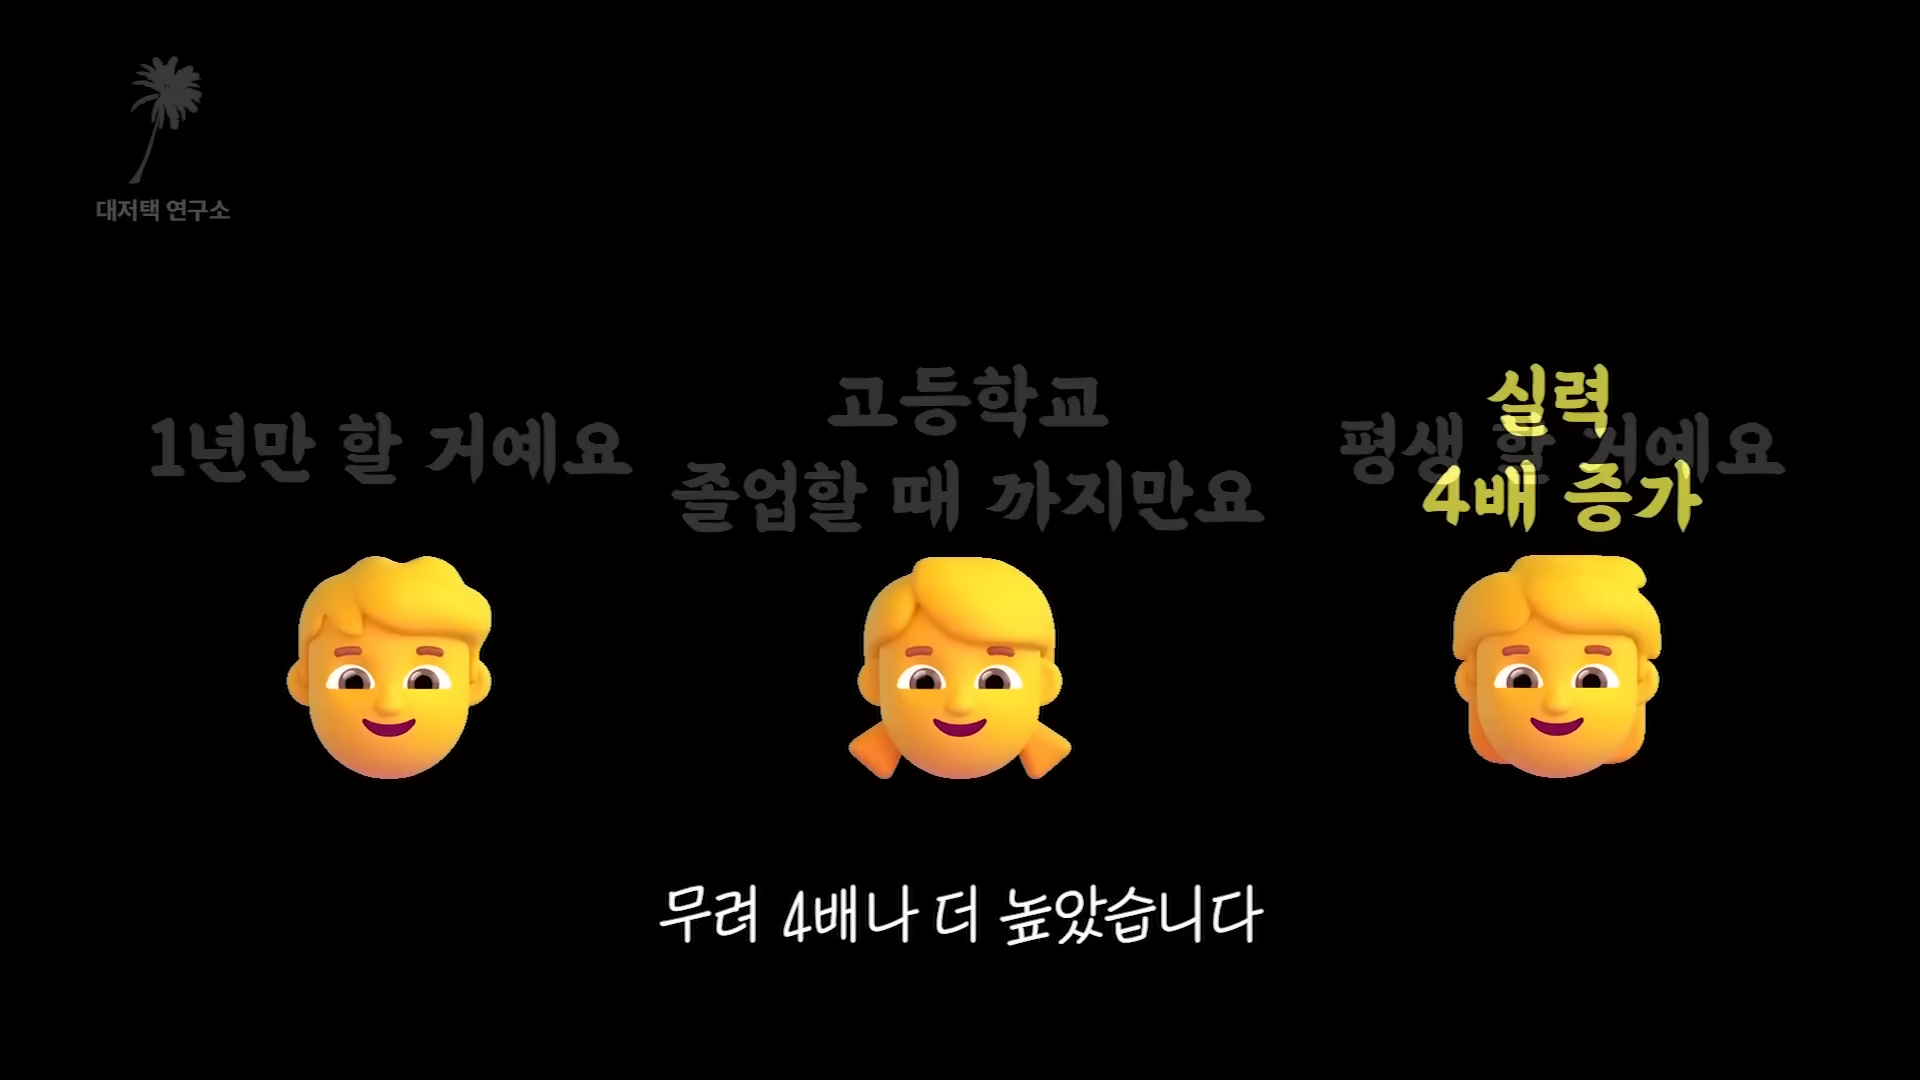 대저택 연구소
1년만 할 거예요
고등학교
졸업할 때 까지만요
평생 할 거예요
실력
4배 증가
무려 4배나 더 높았습니다